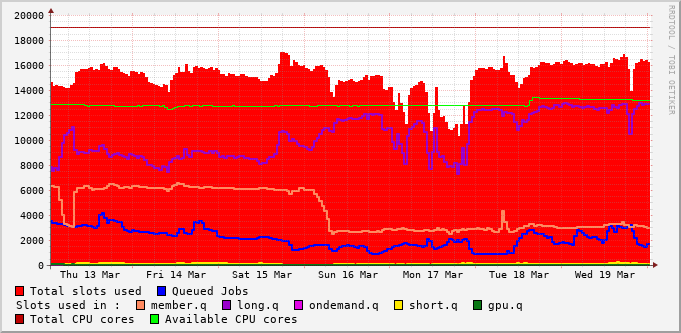 20000
18000
16000
14000
12000
10000
8000
6000
4000
2000
0
Thu 13 Mar Fri 14 Mar Sat 15 Mar Sun 16 Mar Mon 17 Mar Tue 18 Mar Wed 19 Mar
Total slots used Queued Jobs
Slots used in : member.q long.q ondemand.q short.q gpu.q
Total CPU cores Available CPU cores
RRDTOOL / TOBI OETIKER